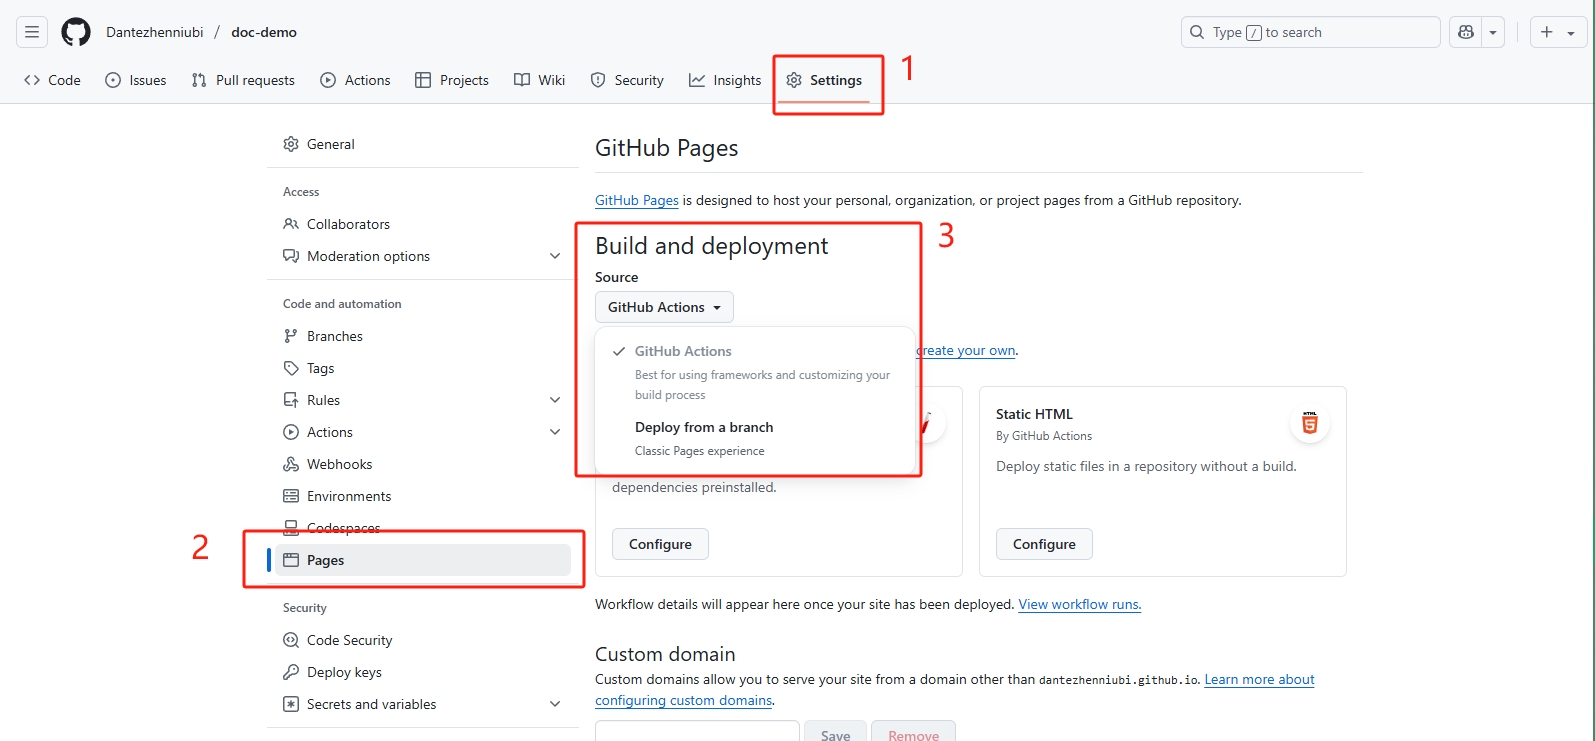 Dantezhenniubi / doc-demo
Type / to search
Code
Issues
Pull requests
Actions
Projects
Wiki
Security
Insights
Settings
1
General
Access
Collaborators
Moderation options
Code and automation
Branches
Tags
Rules
Actions
Webhooks
Environments
Codespaces
2
Pages
Security
Code Security
Deploy keys
Secrets and variables
GitHub Pages
GitHub Pages is designed to host your personal, organization, or project pages from a GitHub repository.
3
Build and deployment
Source
GitHub Actions
GitHub Actions
Best for using frameworks and customizing your
build process
Deploy from a branch
Classic Pages experience
create your own.
dependencies preinstalled.
Configure
Static HTML
By GitHub Actions
HTML
5
Deploy static files in a repository without a build.
Configure
Workflow details will appear here once your site has been deployed. View workflow runs.
Custom domain
Custom domains allow you to serve your site from a domain other than dantezhenniubi.github.io. Learn more about
configuring custom domains.
Save
Remove